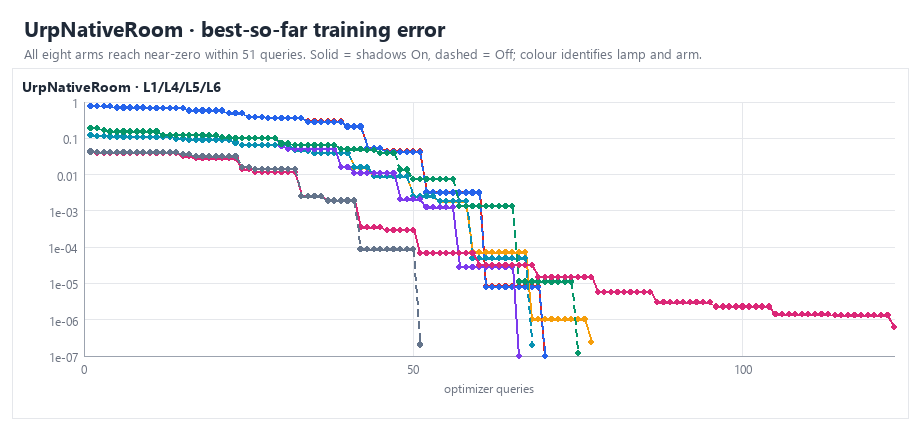 UrpNativeRoom · best-so-far training error
All eight arms reach near-zero within 51 queries. Solid = shadows On, dashed = Off; colour identifies lamp and arm.
UrpNativeRoom · L1/L4/L5/L6
1
0.1
0.01
1e-03
1e-04
1e-05
1e-06
1e-07
0
50
100
optimizer queries